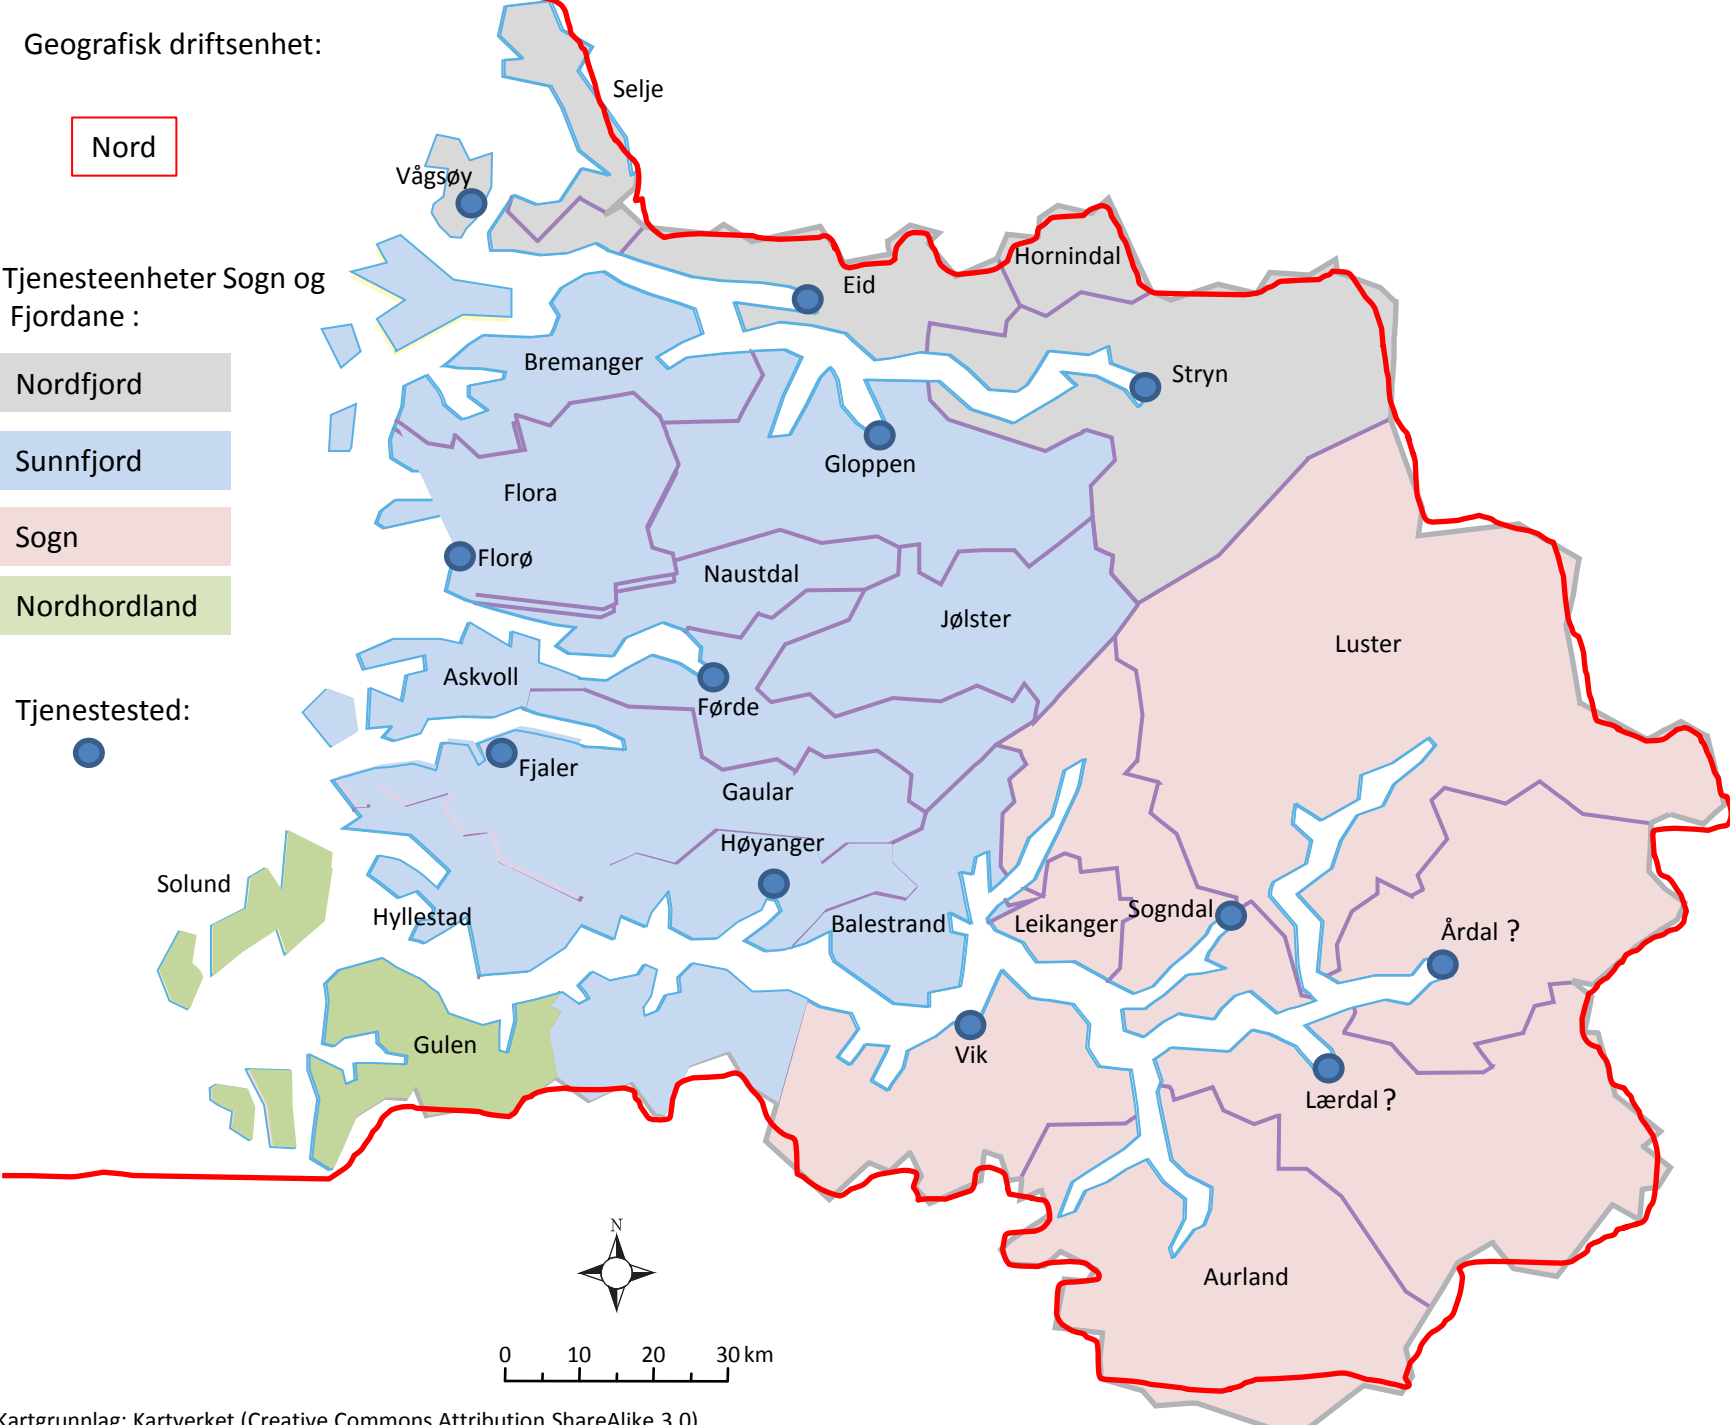 Geografisk driftsenhet:
Nord
Tjenesteenheter Sogn og
Fjordane :
Nordfjord
Sunnfjord
Sogn
Nordhordland
Tjenestested:
Selje
Vågsøy
Hornindal
Eid
Bremanger
Stryn
Gloppen
Flora
Florø
Naustdal
Jølster
Luster
Askvoll
Førde
Fjaler
Gaular
Høyanger
Solund
Hyllestad
Balestrand
Leikanger
Sogndal
Årdal ?
Gulen
Vik
Lærdal ?
Aurland
N
0 10 20 30 km
Kartgrunnlag: Kartverket (Creative Commons Attribution ShareAlike 3.0)